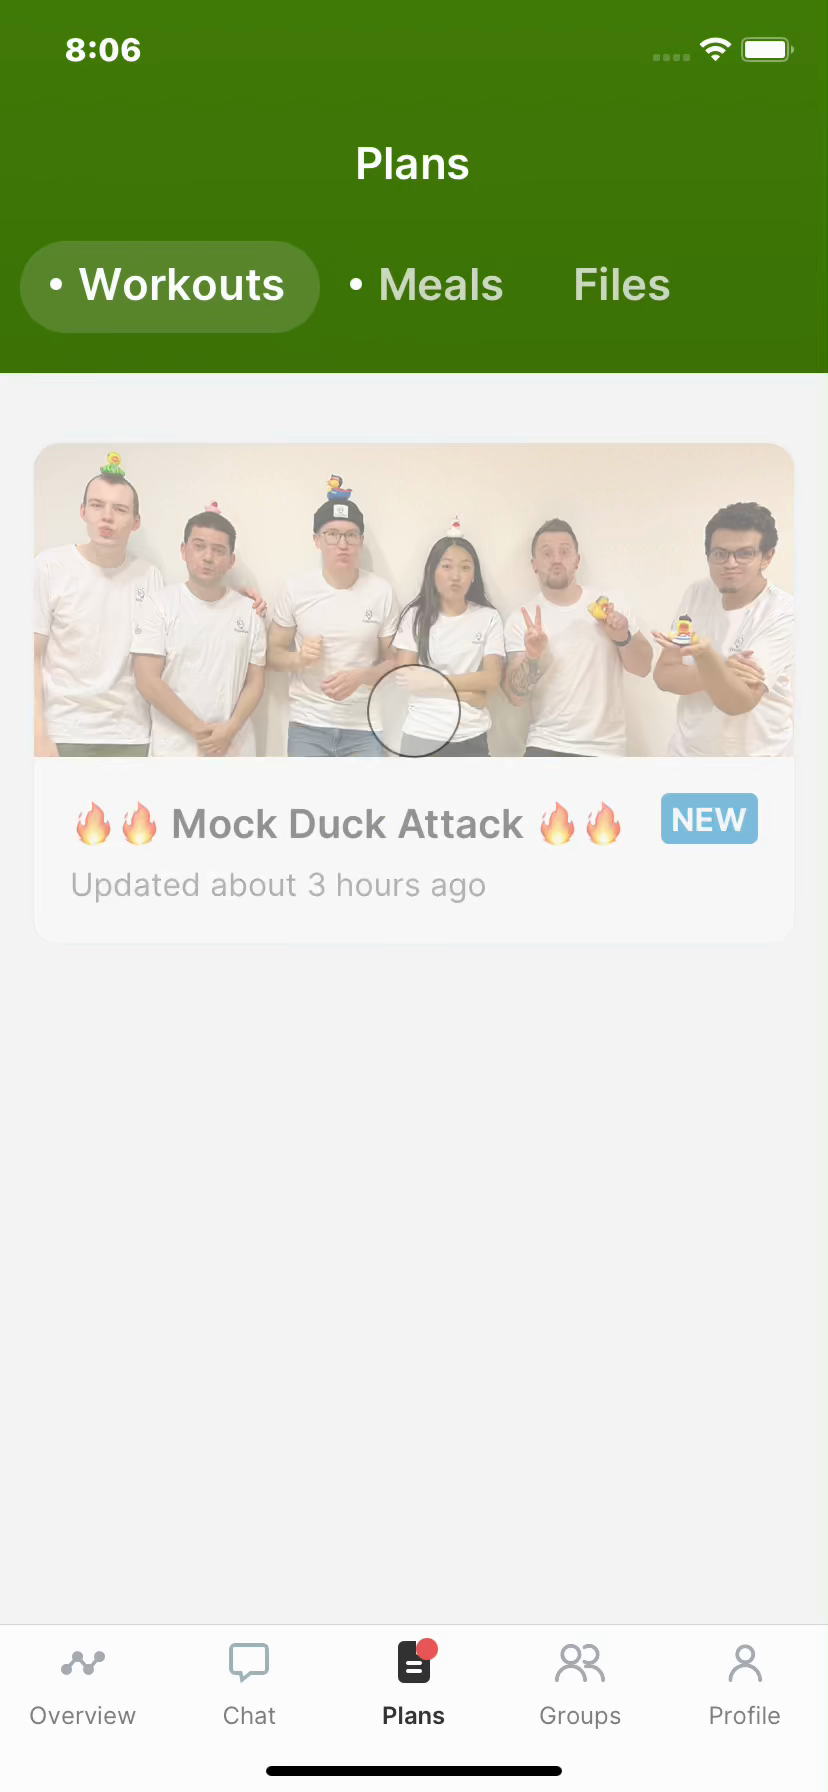 8:06
Plans
• Workouts • Meals Files
🔥🔥 Mock Duck Attack 🔥🔥 NEW
Updated about 3 hours ago
Overview Chat Plans Groups Profile